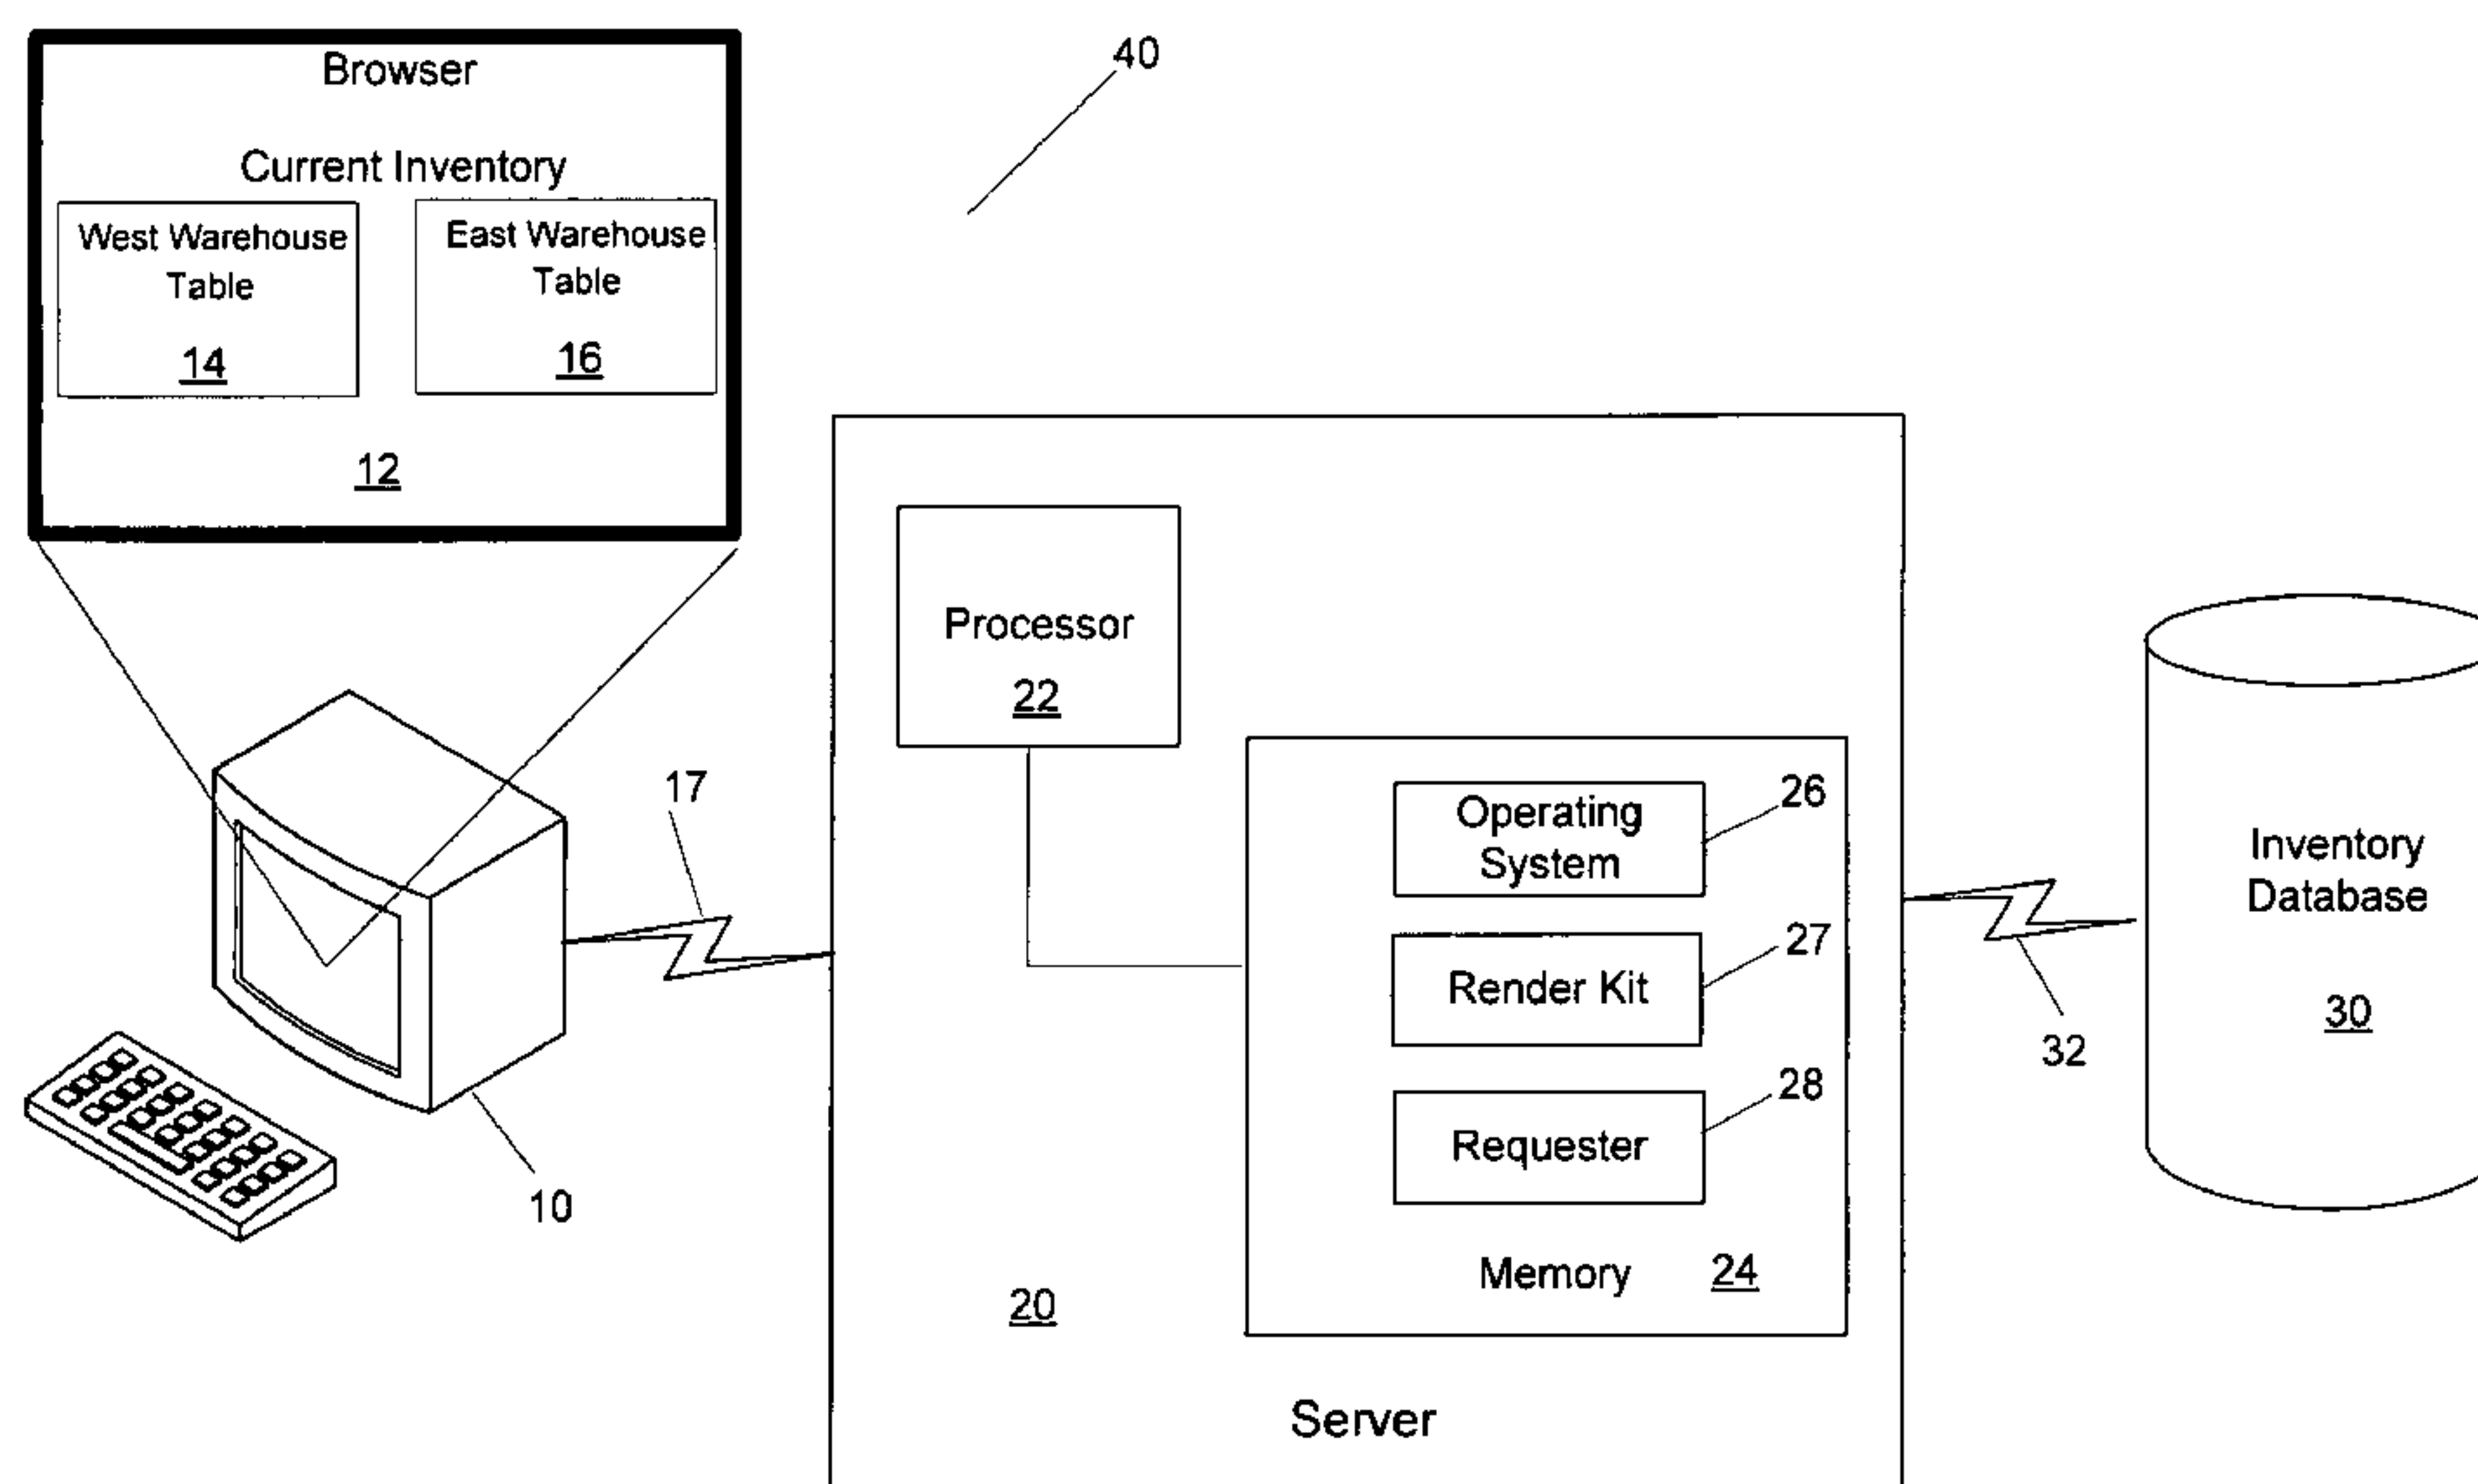 Browser
Current Inventory
West Warehouse
Table
14
East Warehouse
Table
16
12
40
Processor
22
17
10
Operating
System
26
Render Kit
27
Requester
28
Memory 24
20
Server
32
Inventory
Database
30